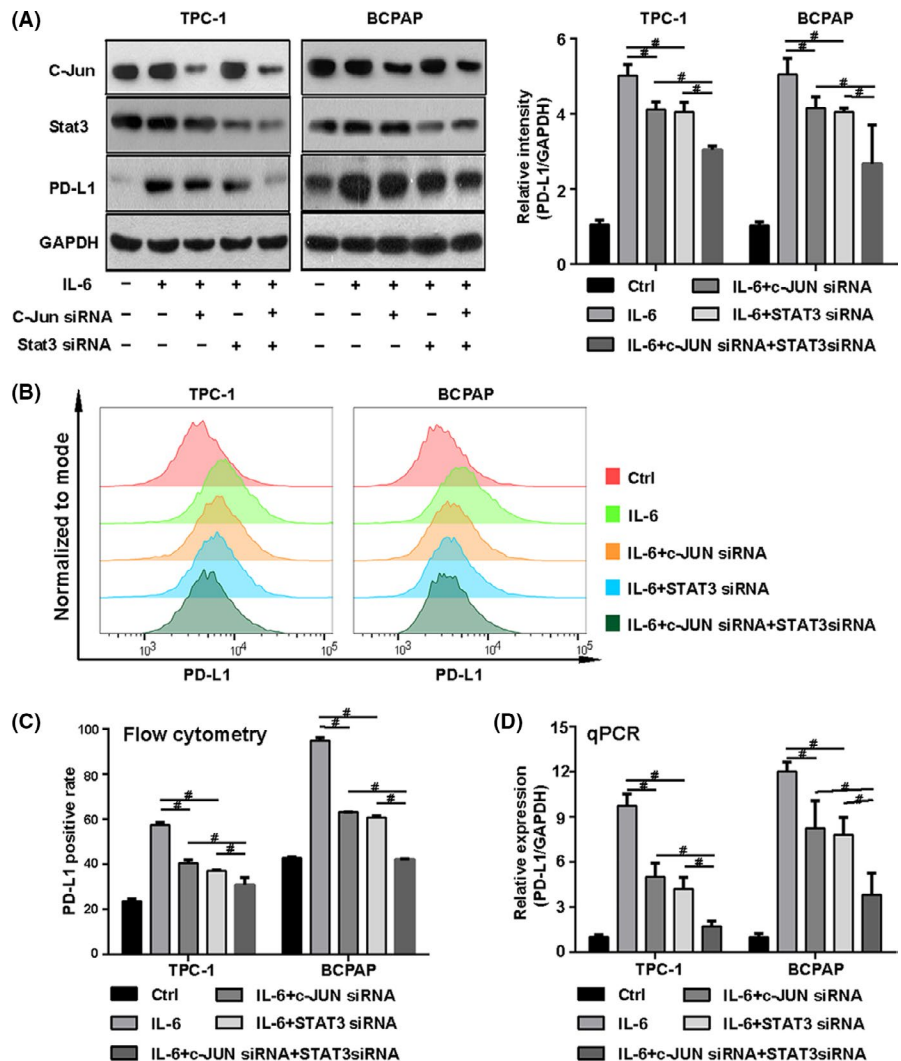 (A)
TPC-1 BCPAP
C-Jun
Stat3
PD-L1
GAPDH
IL-6 – + + + + – + + + +
C-Jun siRNA – – + – + – – + – +
Stat3 siRNA – – – + + – – – + +
TPC-1 BCPAP
# # # # # # # #
Relative intensity
(PD-L1/GAPDH)
6
4
2
0
Ctrl IL-6+c-JUN siRNA
IL-6 IL-6+STAT3 siRNA
IL-6+c-JUN siRNA+STAT3siRNA
(B)
TPC-1 BCPAP
Normalized to mode
10³ 10⁴ 10⁵ 10³ 10⁴ 10⁵
PD-L1 PD-L1
Ctrl
IL-6
IL-6+c-JUN siRNA
IL-6+STAT3 siRNA
IL-6+c-JUN siRNA+STAT3siRNA
(C)
Flow cytometry
PD-L1 positive rate
100
80
60
40
20
0
# # # # # # # #
TPC-1 BCPAP
Ctrl IL-6+c-JUN siRNA
IL-6 IL-6+STAT3 siRNA
IL-6+c-JUN siRNA+STAT3siRNA
(D)
qPCR
Relative expression
(PD-L1/GAPDH)
15
12
9
6
3
0
# # # # # # # #
TPC-1 BCPAP
Ctrl IL-6+c-JUN siRNA
IL-6 IL-6+STAT3 siRNA
IL-6+c-JUN siRNA+STAT3siRNA